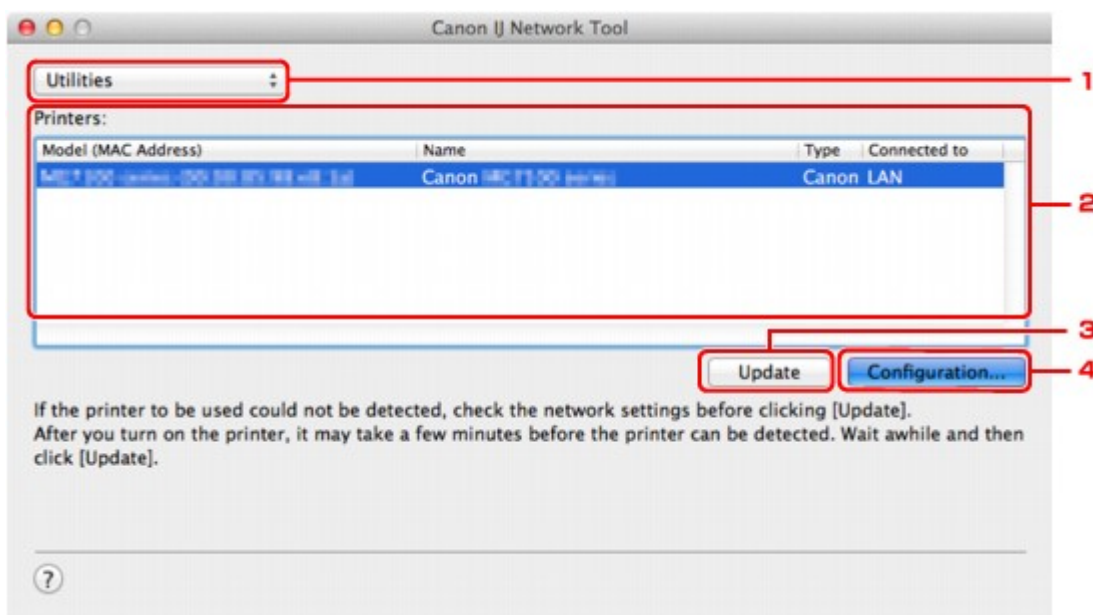 Canon IJ Network Tool
Utilities
1
Printers:
Model (MAC Address) Name Type Connected to
Canon Canon LAN
2
3
Update Configuration... 4
If the printer to be used could not be detected, check the network settings before clicking [Update].
After you turn on the printer, it may take a few minutes before the printer can be detected. Wait awhile and then
click [Update].
?